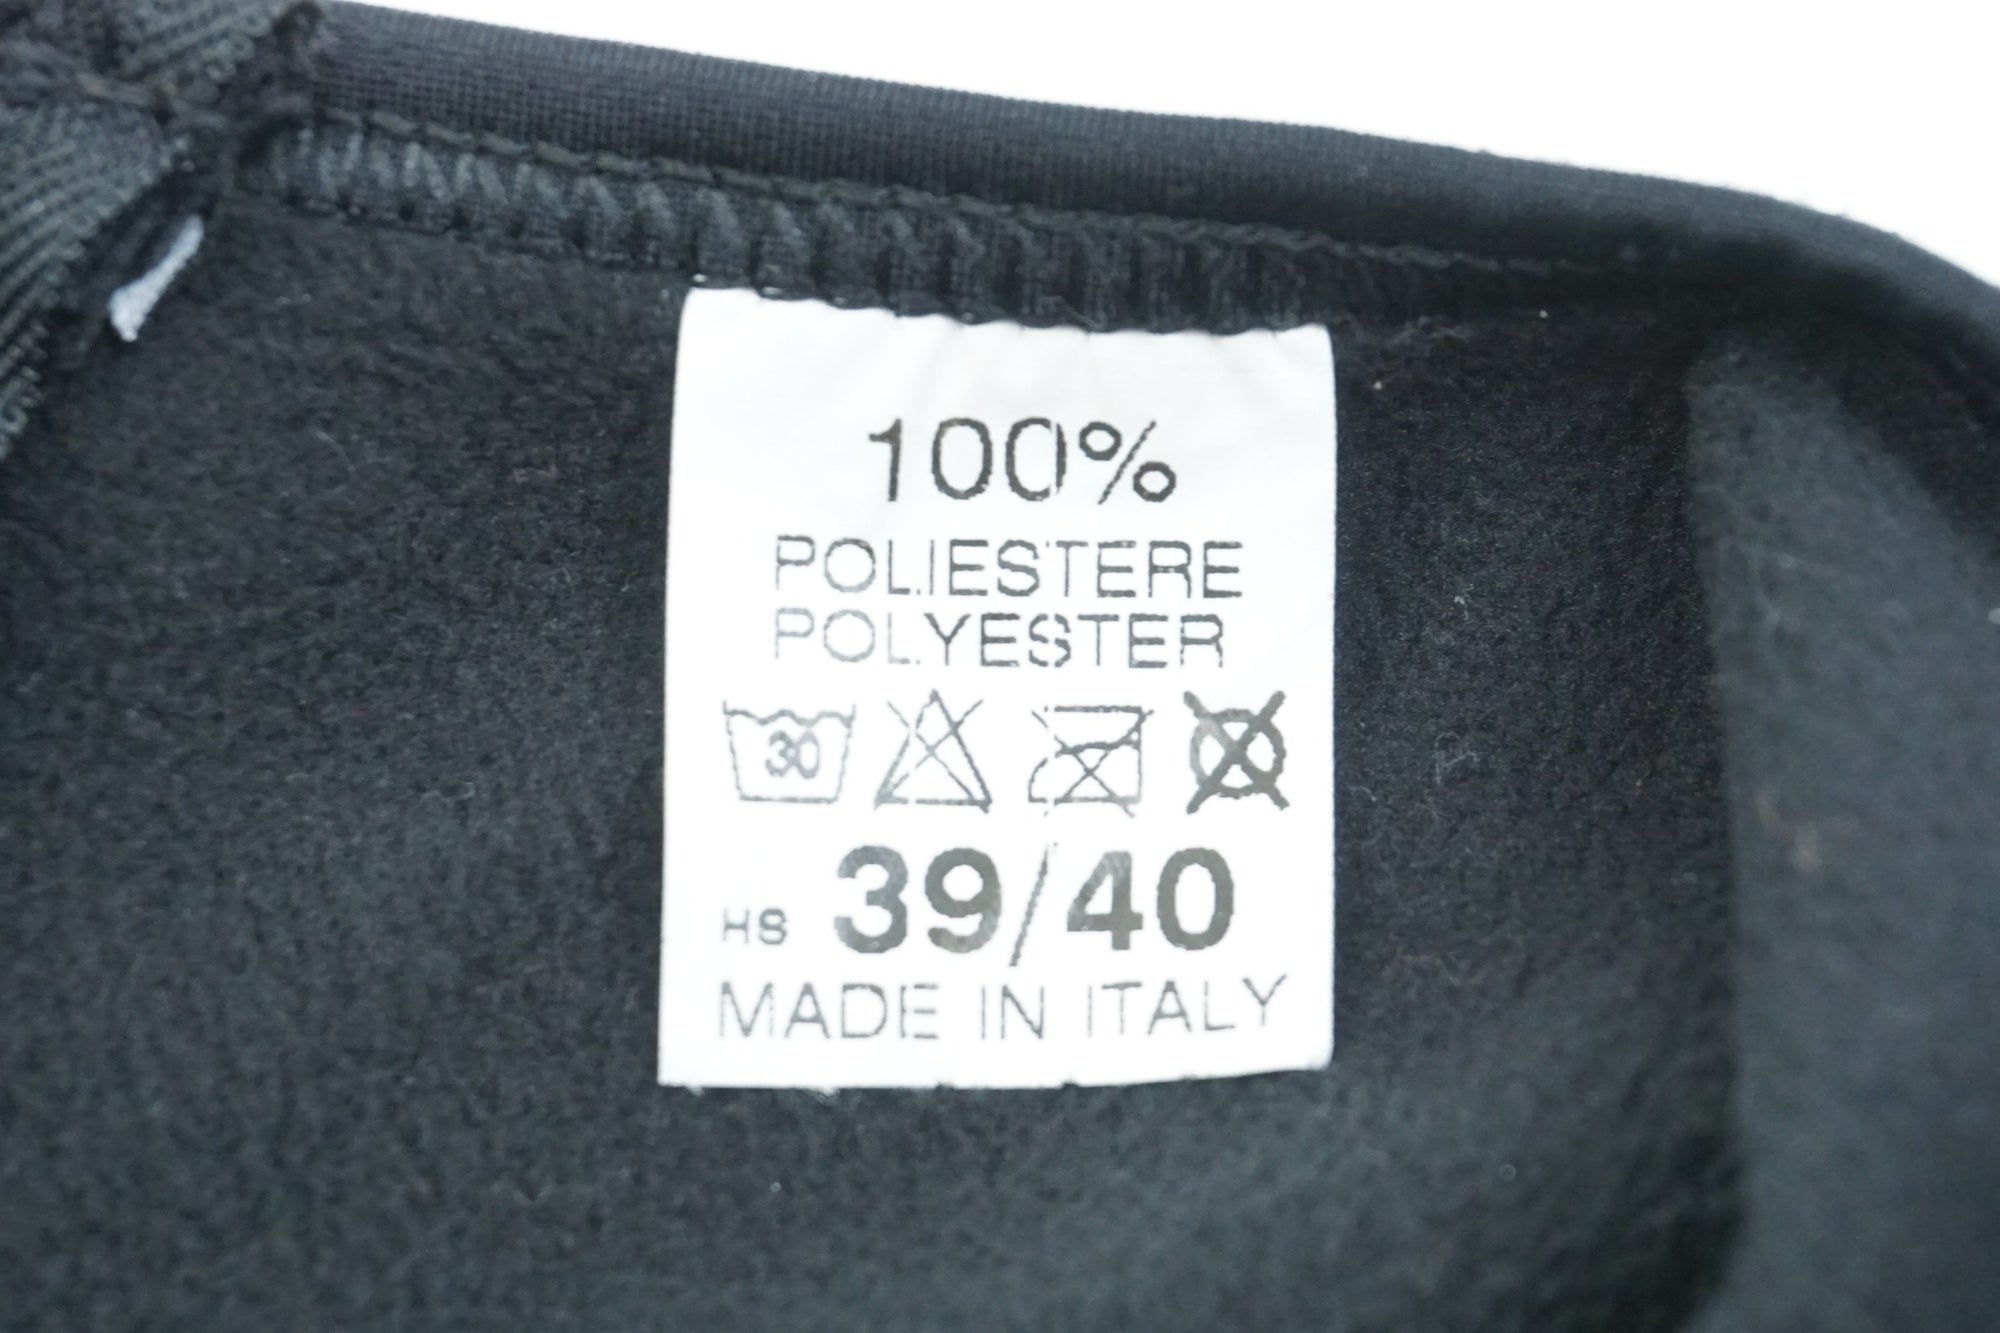 100%
POLIESTERE
POLYESTER
30
HS 39/40
MADE IN ITALY